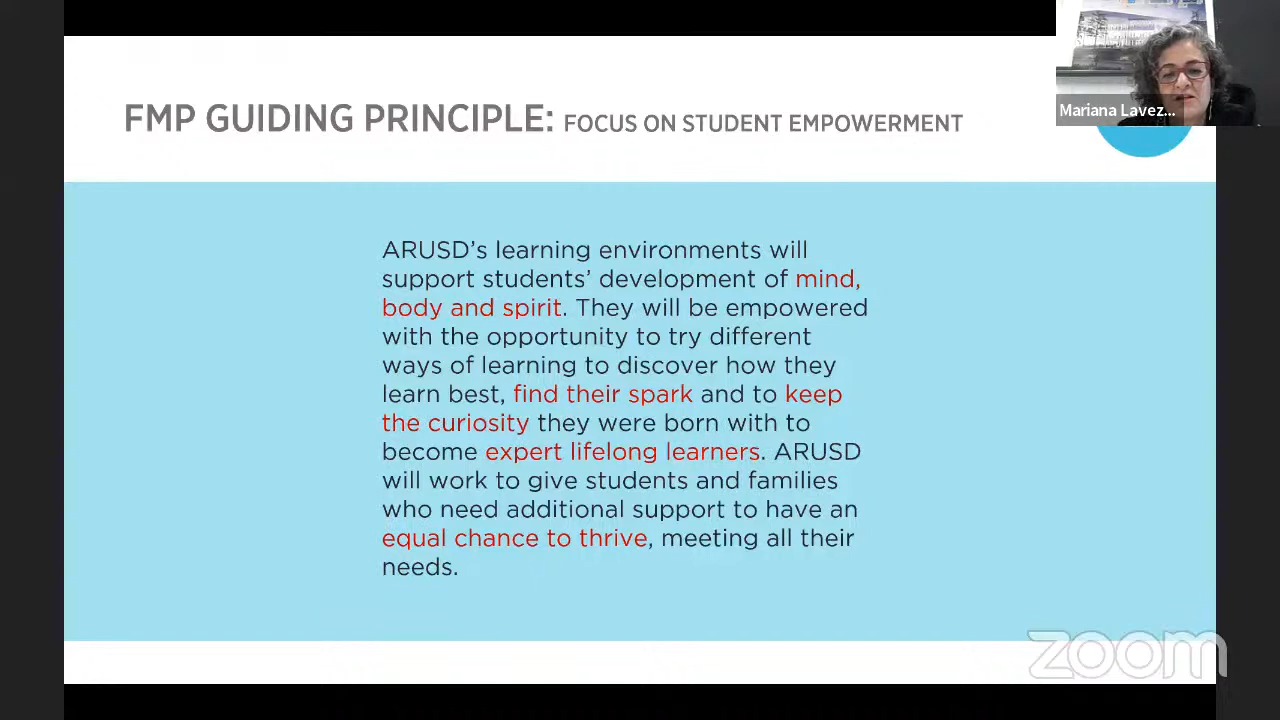 FMP GUIDING PRINCIPLE: FOCUS ON STUDENT EMPOWERMENT
Mariana Lavez...
ARUSD’s learning environments will
support students’ development of mind,
body and spirit. They will be empowered
with the opportunity to try different
ways of learning to discover how they
learn best, find their spark and to keep
the curiosity they were born with to
become expert lifelong learners. ARUSD
will work to give students and families
who need additional support to have an
equal chance to thrive, meeting all their
needs.
zoom